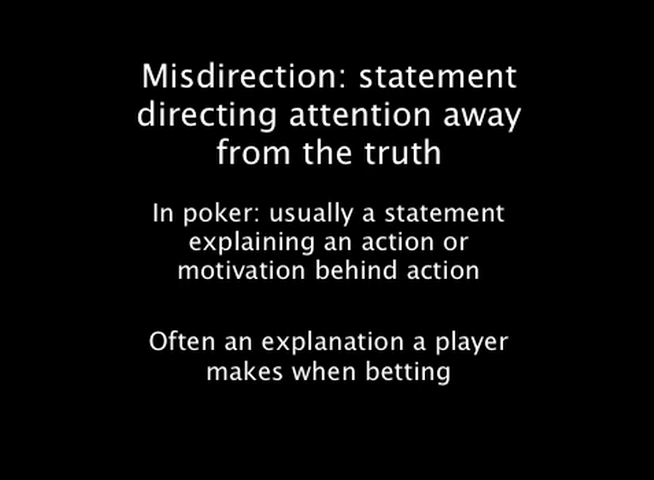 Misdirection: statement
directing attention away
from the truth
In poker: usually a statement
explaining an action or
motivation behind action
Often an explanation a player
makes when betting